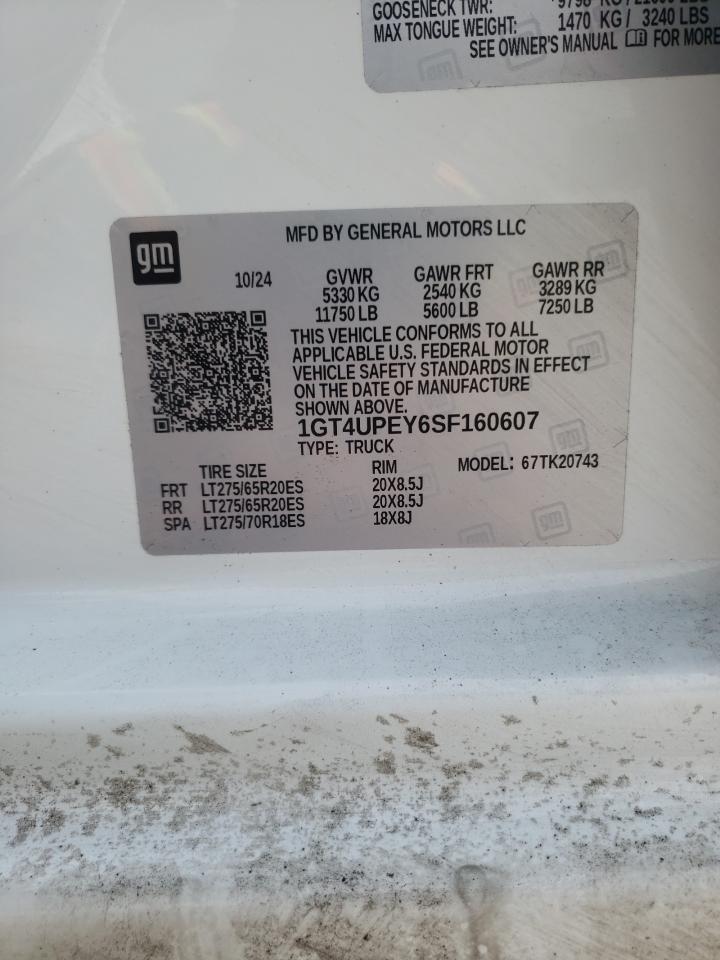 GOOSENECK TWR:
MAX TONGUE WEIGHT: 1470 KG / 3240 LBS
SEE OWNER'S MANUAL FOR MORE
gm
MFD BY GENERAL MOTORS LLC
10/24
GVWR GAWR FRT GAWR RR
5330 KG 2540 KG 3289 KG
11750 LB 5600 LB 7250 LB
THIS VEHICLE CONFORMS TO ALL
APPLICABLE U.S. FEDERAL MOTOR
VEHICLE SAFETY STANDARDS IN EFFECT
ON THE DATE OF MANUFACTURE
SHOWN ABOVE.
1GT4UPEY6SF160607
TYPE: TRUCK
MODEL: 67TK20743
TIRE SIZE RIM
FRT LT275/65R20ES 20X8.5J
RR LT275/65R20ES 20X8.5J
SPA LT275/70R18ES 18X8J